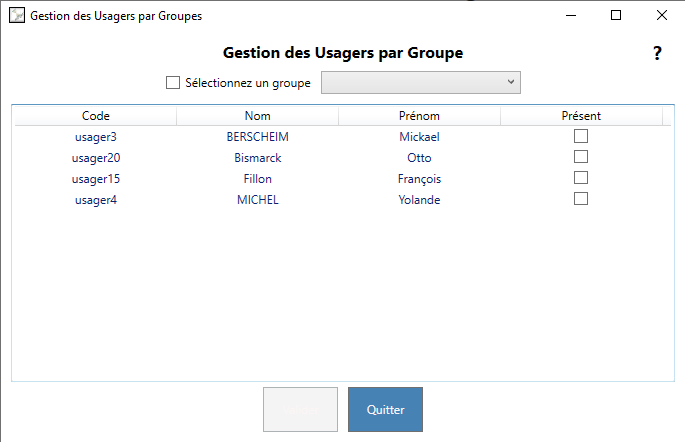 Gestion des Usagers par Groupes
Gestion des Usagers par Groupe ?
Sélectionnez un groupe
Code Nom Prénom Présent
usager3 BERSCHEIM Mickael
usager20 Bismarck Otto
usager15 Fillon François
usager4 MICHEL Yolande
Quitter